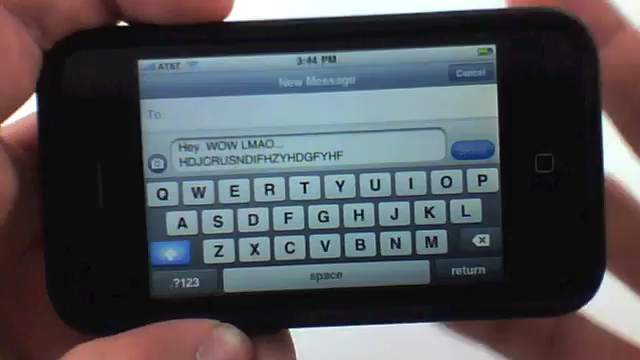 AT&T 3:44 PM
New Message Cancel
To:
Hey. WOW LMAO...
HDJCRUSNDIFHZYHDGFYHF
Send
Q W E R T Y U I O P
A S D F G H J K L
Z X C V B N M
.?123 space return